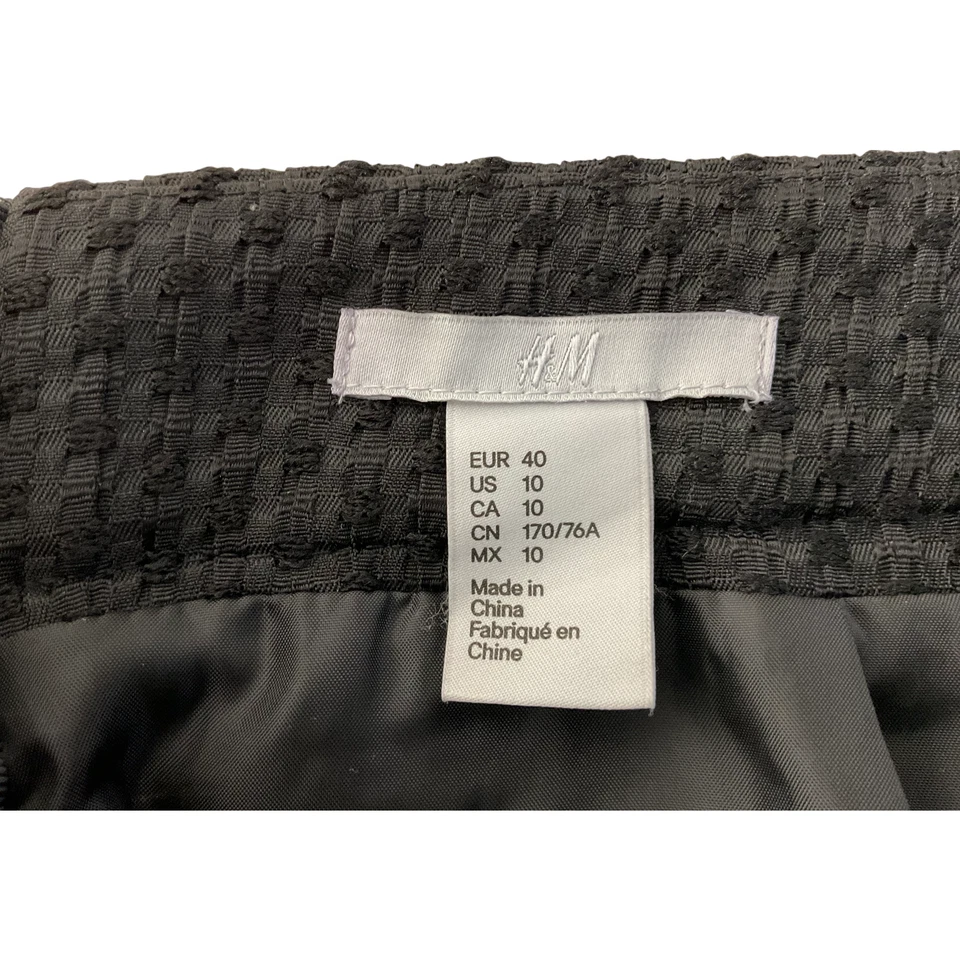 H&M
EUR 40
US 10
CA 10
CN 170/76A
MX 10
Made in
China
Fabriqué en
Chine